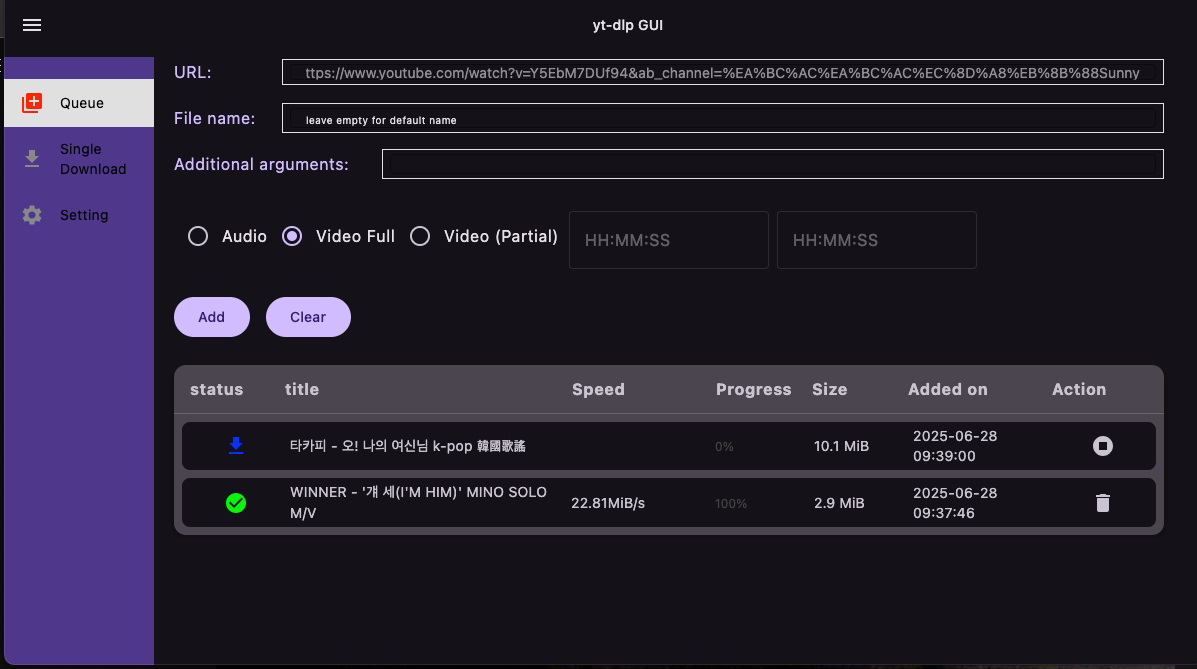 yt-dlp GUI
URL:
ttps://www.youtube.com/watch?v=Y5EbM7DUf94&ab_channel=%EA%BC%AC%EA%BC%AC%EC%8D%A8%EB%8B%88Sunny
Queue
File name:
leave empty for default name
Single
Download
Additional arguments:
Setting
Audio
Video Full
Video (Partial)
HH:MM:SS
HH:MM:SS
Add
Clear
status
title
Speed
Progress
Size
Added on
Action
타카피 - 오! 나의 여신님 k-pop 韓國歌謠
0%
10.1 MiB
2025-06-28
09:39:00
WINNER - '걔 세(I'M HIM)' MINO SOLO
M/V
22.81MiB/s
100%
2.9 MiB
2025-06-28
09:37:46